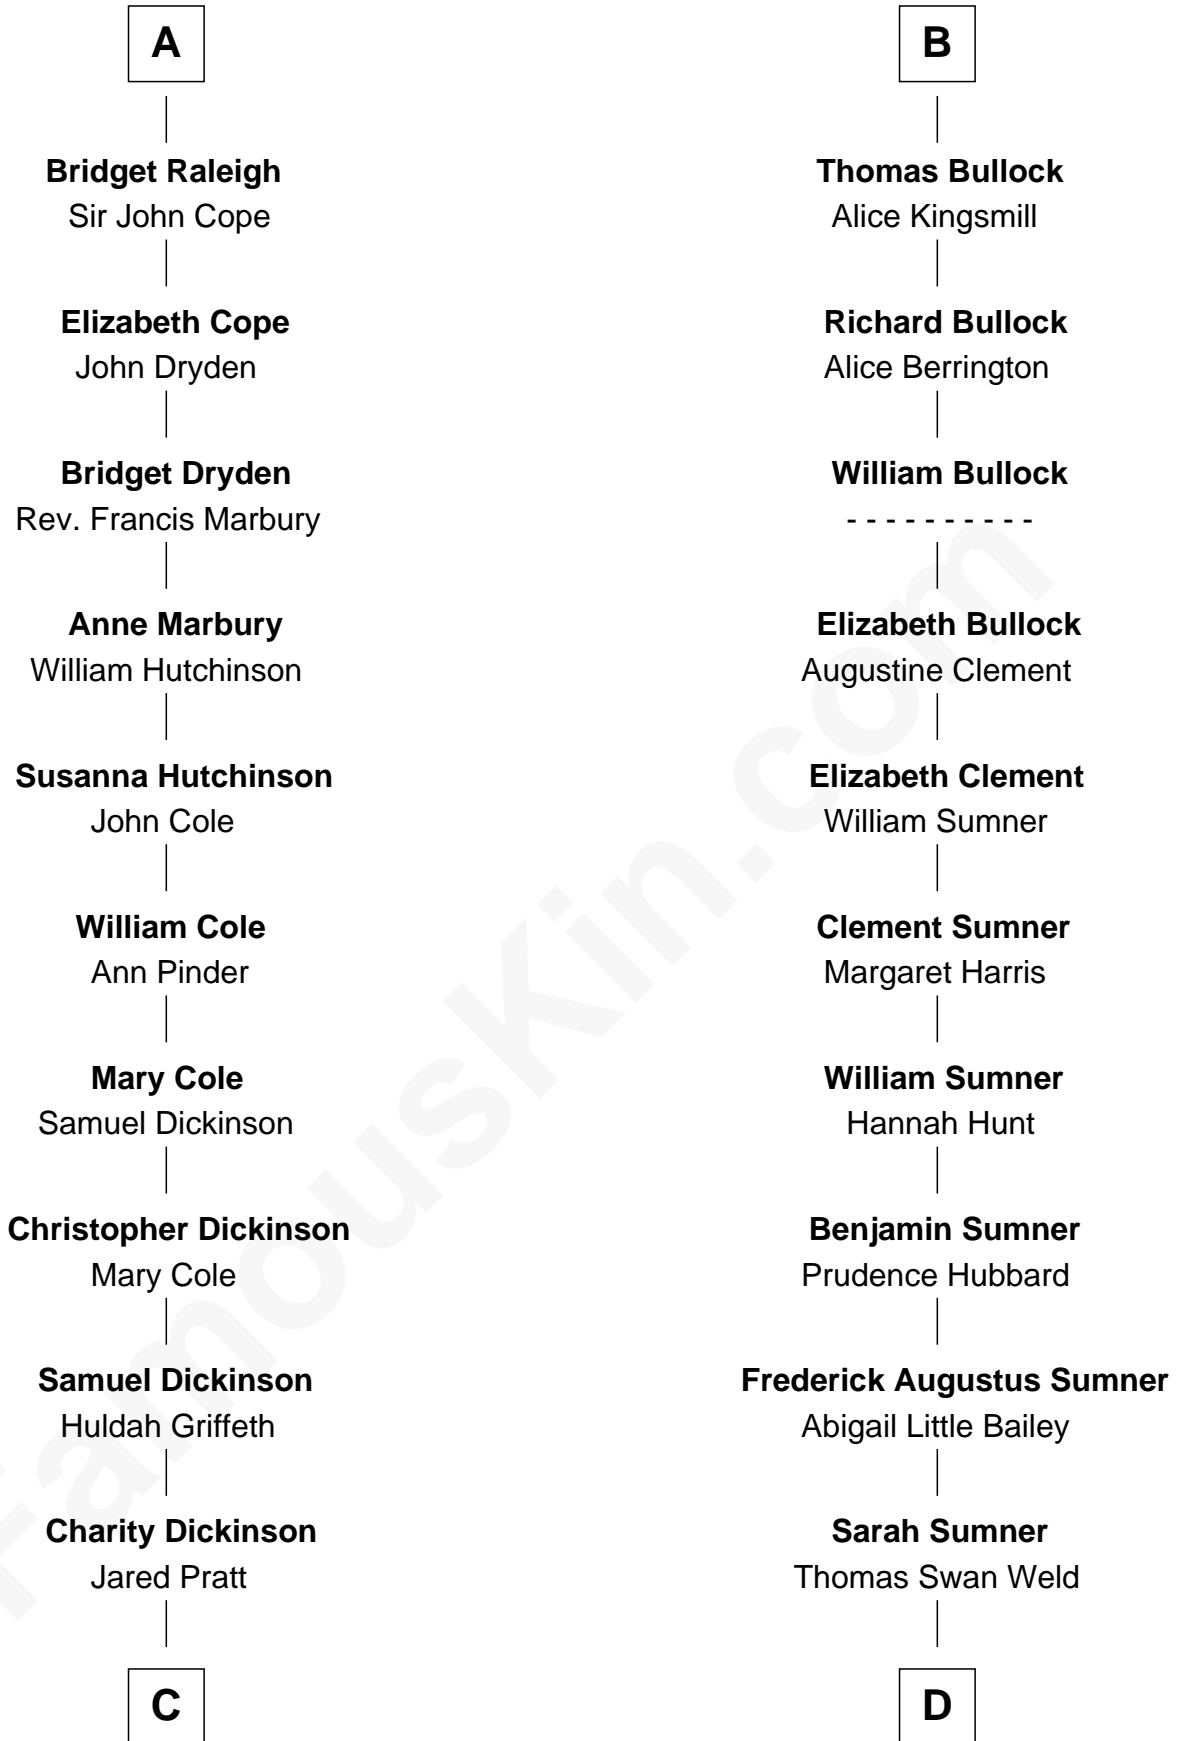 A
Bridget Raleigh
Sir John Cope
Elizabeth Cope
John Dryden
Bridget Dryden
Rev. Francis Marbury
Anne Marbury
William Hutchinson
Susanna Hutchinson
John Cole
William Cole
Ann Pinder
Mary Cole
Samuel Dickinson
Christopher Dickinson
Mary Cole
Samuel Dickinson
Huldah Griffeth
Charity Dickinson
Jared Pratt
C
B
Thomas Bullock
Alice Kingsmill
Richard Bullock
Alice Berrington
William Bullock
- - - - - - - - - -
Elizabeth Bullock
Augustine Clement
Elizabeth Clement
William Sumner
Clement Sumner
Margaret Harris
William Sumner
Hannah Hunt
Benjamin Sumner
Prudence Hubbard
Frederick Augustus Sumner
Abigail Little Bailey
Sarah Sumner
Thomas Swan Weld
D
FamousKin.com